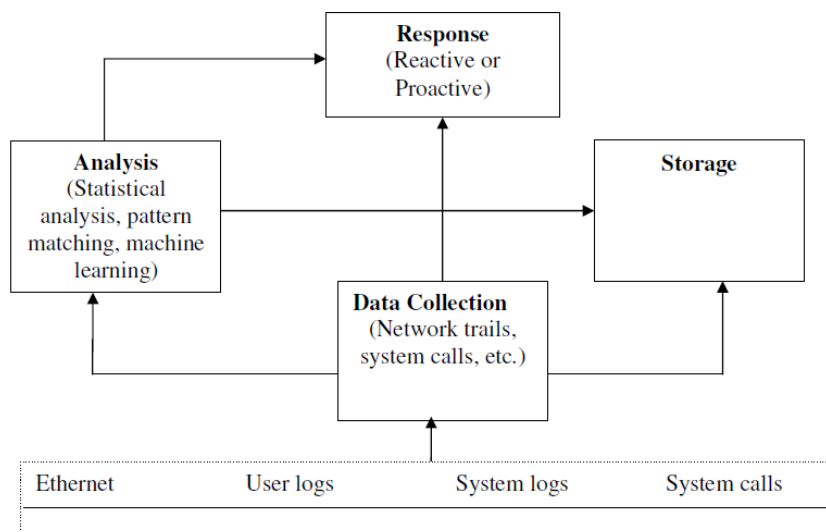 Response
(Reactive or
Proactive)
Analysis
(Statistical
analysis, pattern
matching, machine
learning)
Storage
Data Collection
(Network trails,
system calls, etc.)
Ethernet
User logs
System logs
System calls